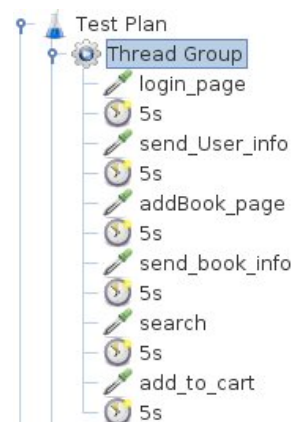 Test Plan
Thread Group
login_page
5s
send_User_info
5s
addBook_page
5s
send_book_info
5s
search
5s
add_to_cart
5s